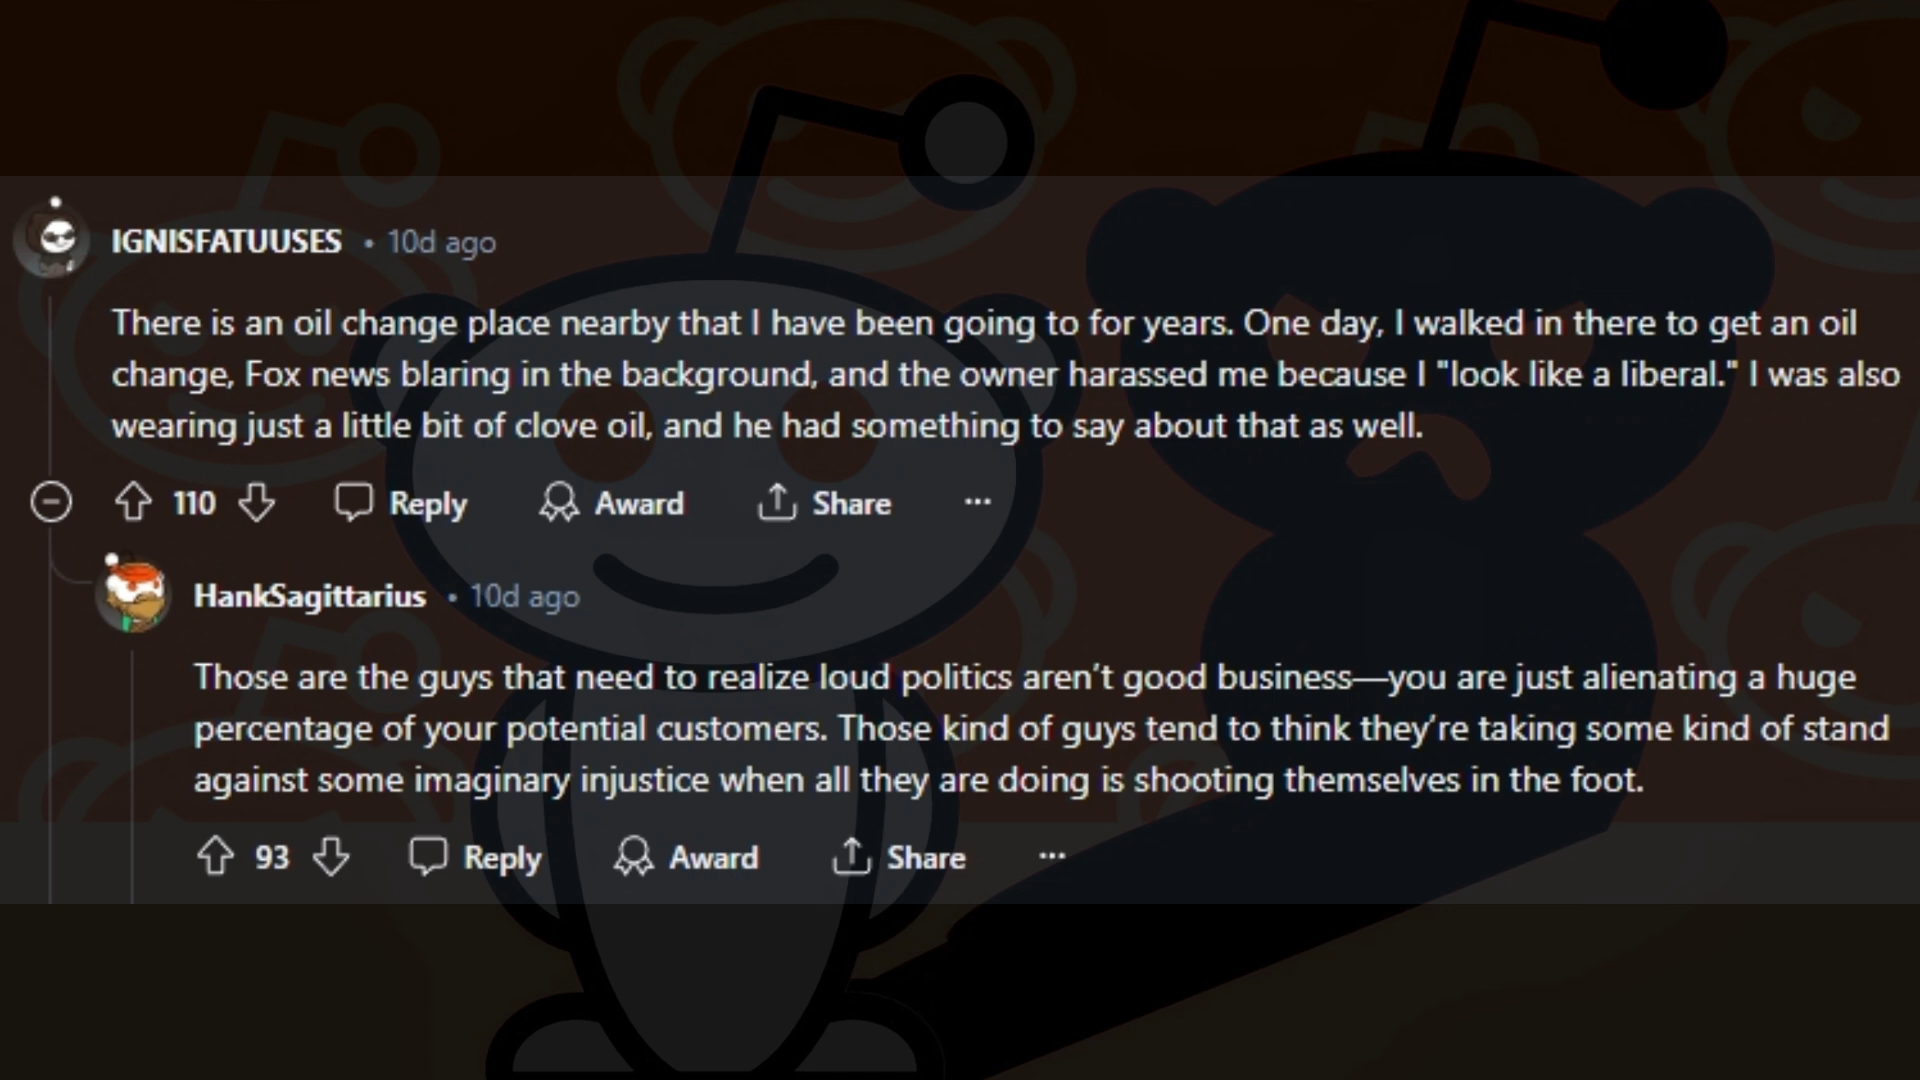 IGNISFATUUSES • 10d ago
There is an oil change place nearby that I have been going to for years. One day, I walked in there to get an oil
change, Fox news blaring in the background, and the owner harassed me because I "look like a liberal." I was also
wearing just a little bit of clove oil, and he had something to say about that as well.
110 Reply Award Share ...
HankSagittarius • 10d ago
Those are the guys that need to realize loud politics aren’t good business—you are just alienating a huge
percentage of your potential customers. Those kind of guys tend to think they’re taking some kind of stand
against some imaginary injustice when all they are doing is shooting themselves in the foot.
93 Reply Award Share ...